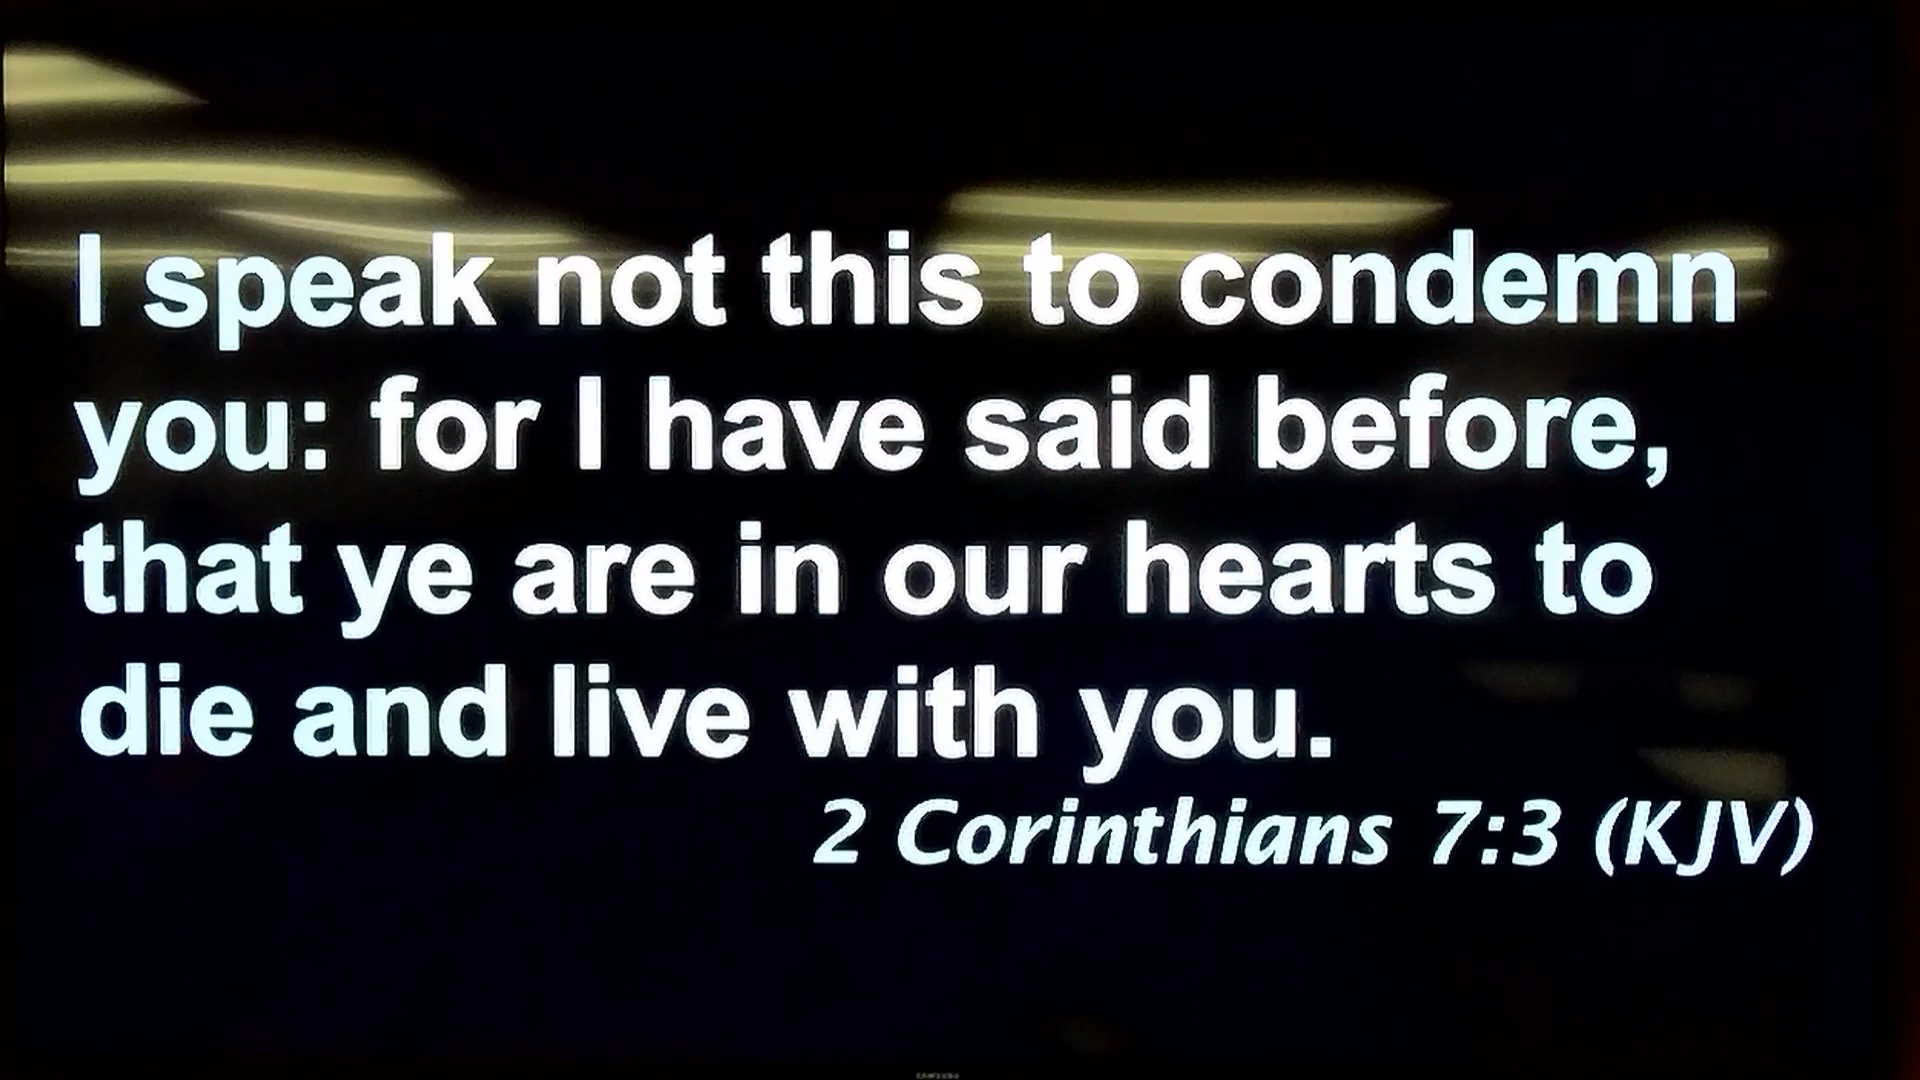 I speak not this to condemn
you: for I have said before,
that ye are in our hearts to
die and live with you.
2 Corinthians 7:3 (KJV)